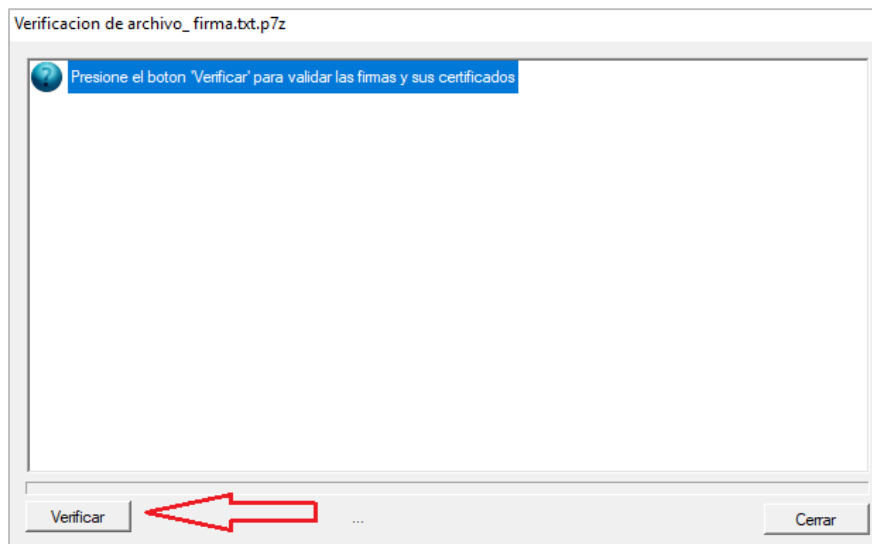 Verificacion de archivo_ firma.txt.p7z
Presione el boton 'Verificar' para validar las firmas y sus certificados
Verificar
...
Cerrar